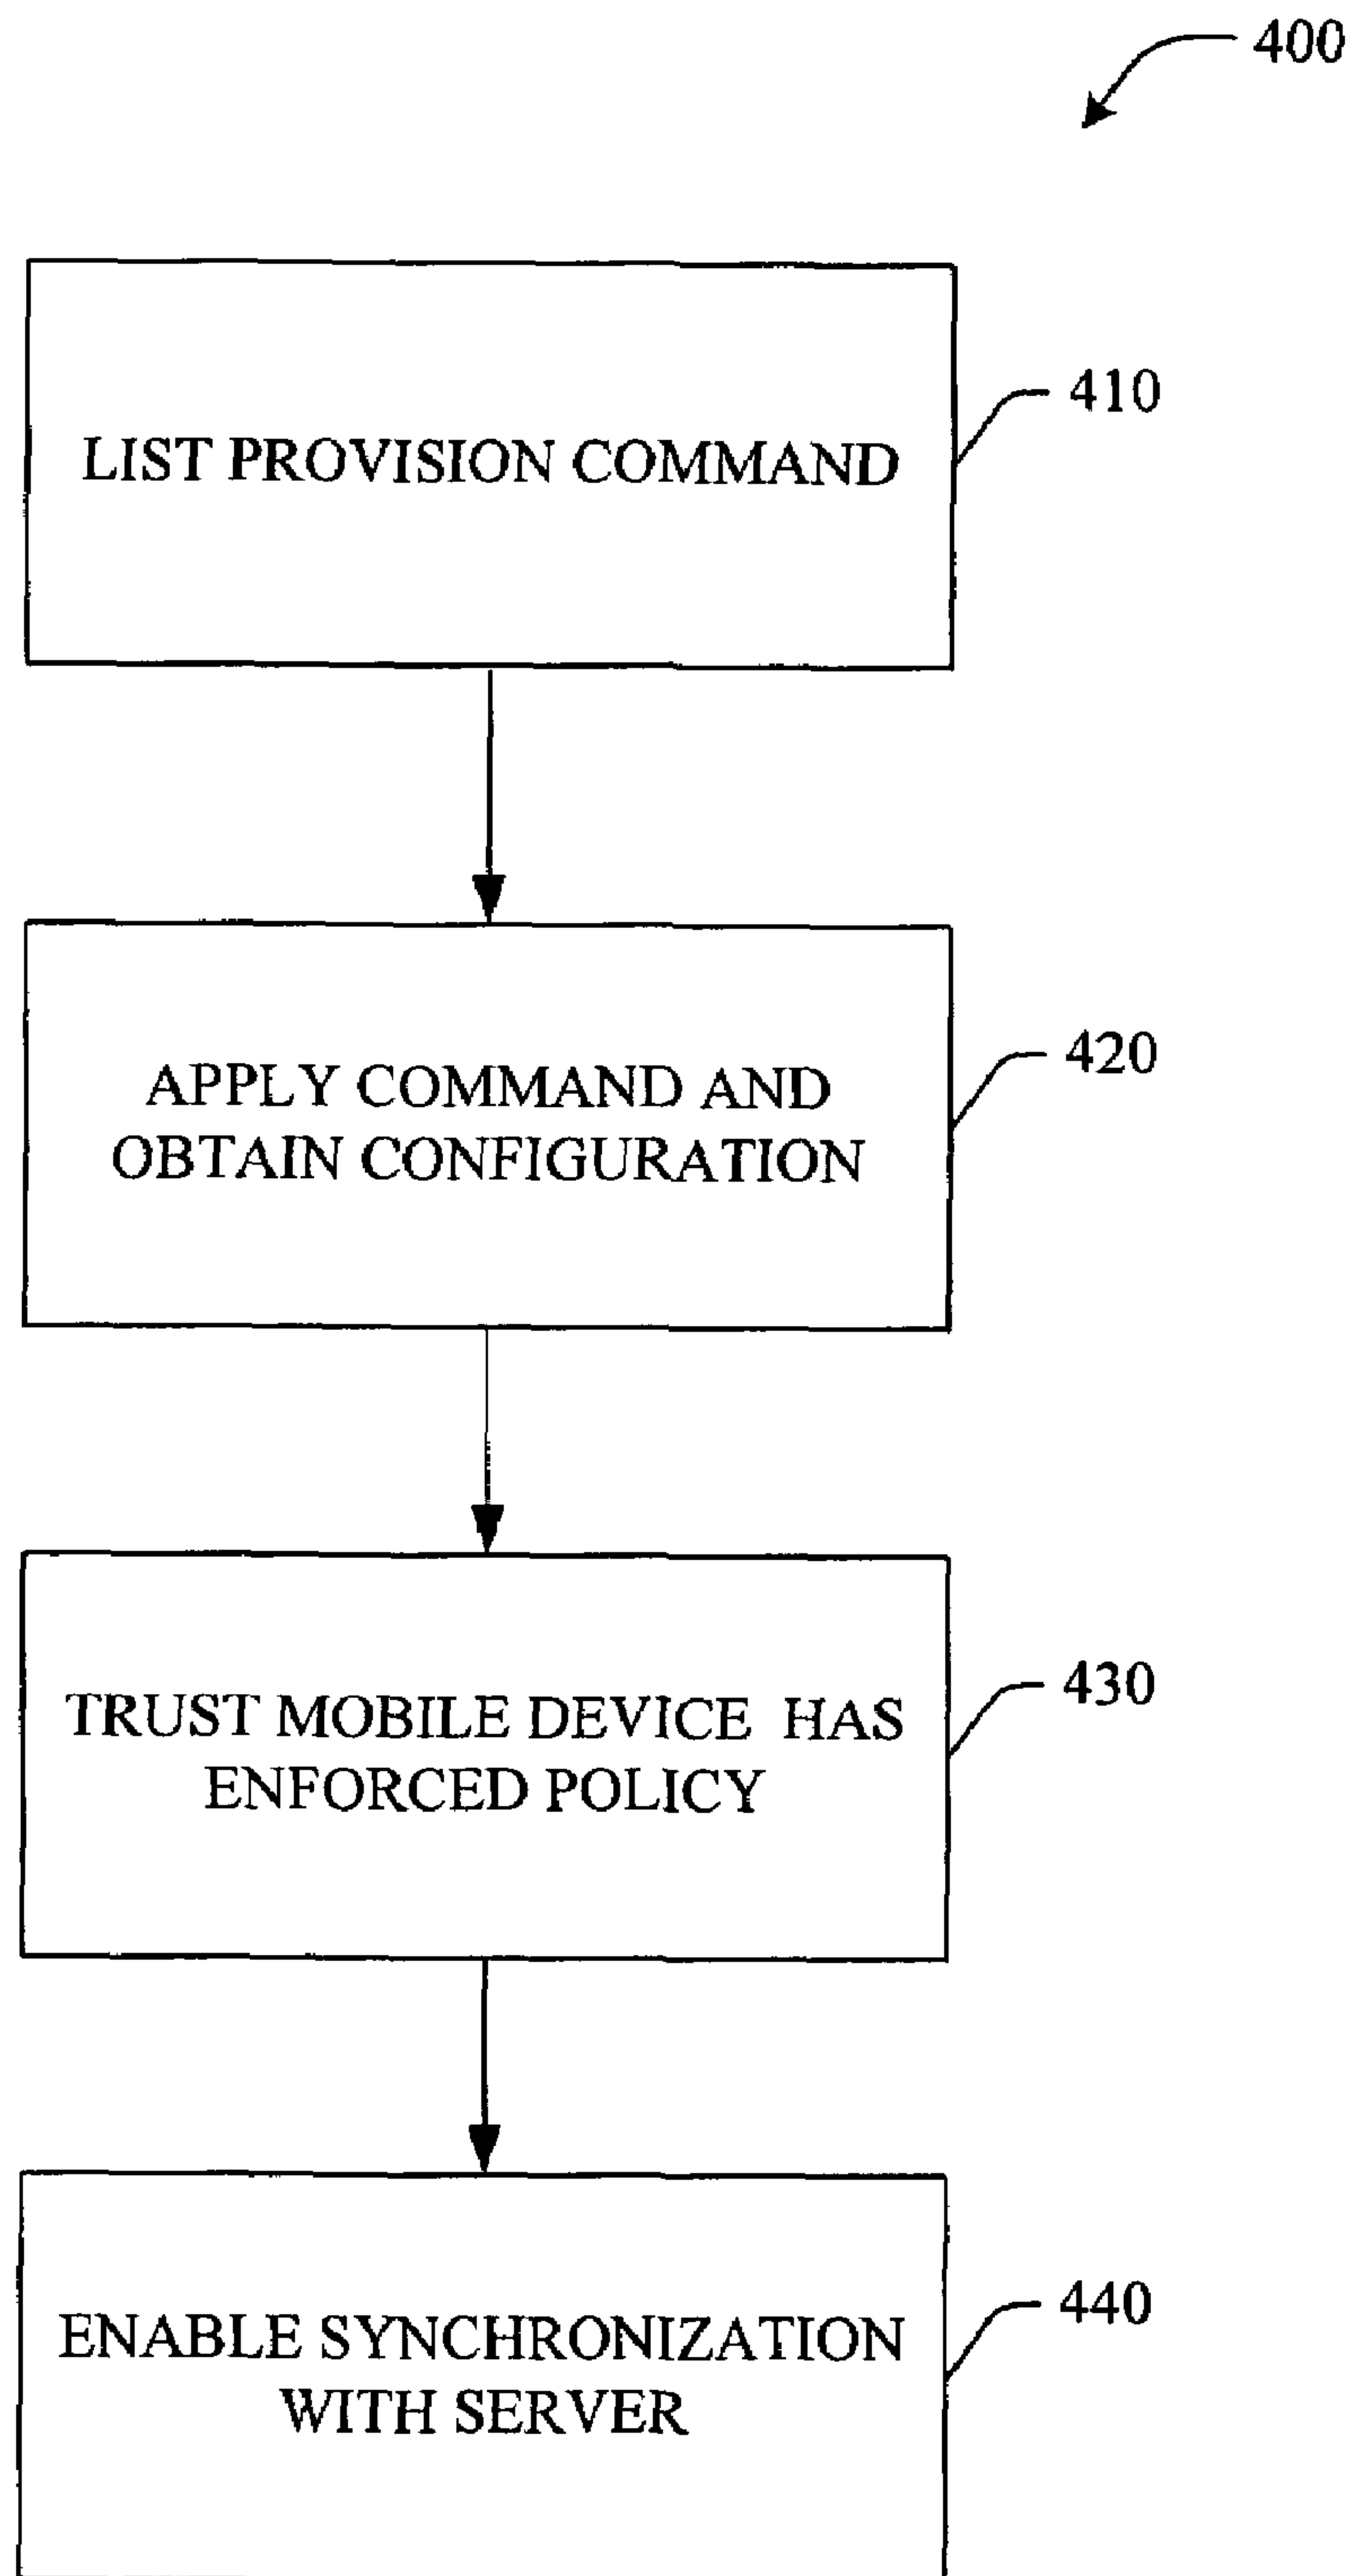 400
LIST PROVISION COMMAND
410
APPLY COMMAND AND
OBTAIN CONFIGURATION
420
TRUST MOBILE DEVICE HAS
ENFORCED POLICY
430
ENABLE SYNCHRONIZATION
WITH SERVER
440